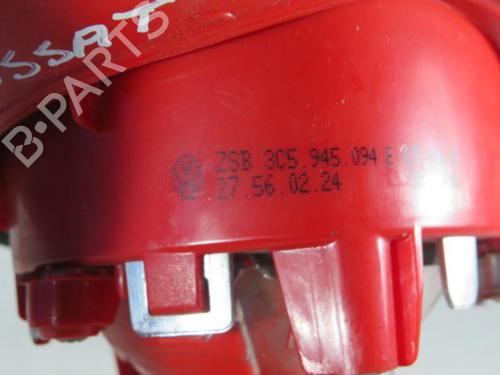 SSAT
B-PARTS
ZSB 3C5.945.094 E
27.56.02.24